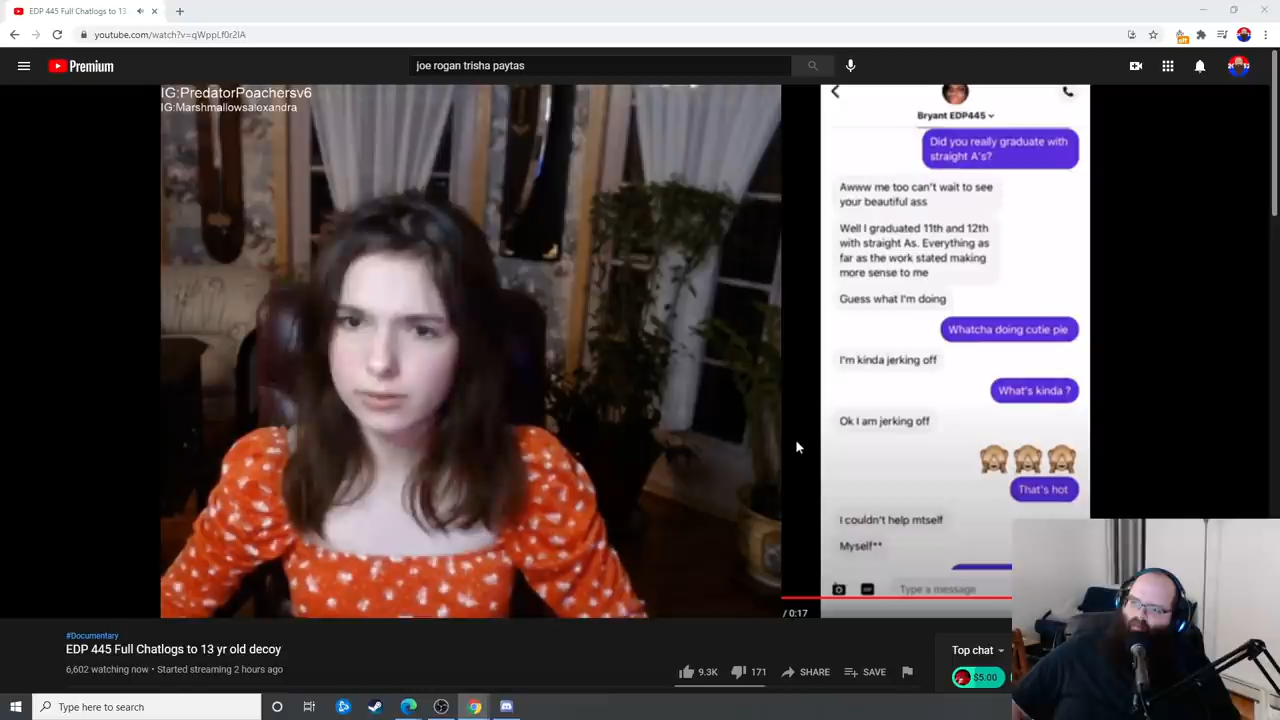 EDP 445 Full Chatlogs to 13
youtube.com/watch?v=qWppLf0r2lA
Premium
joe rogan trisha paytas
off
IG:PredatorPoachersv6
IG:Marshmallowsalexandra
Bryant EDP445
Did you really graduate with
straight A's?
Awww me too can't wait to see
your beautiful ass
Well I graduated 11th and 12th
with straight As. Everything as
far as the work stated making
more sense to me
Guess what I'm doing
Whatcha doing cutie pie
I'm kinda jerking off
What's kinda ?
Ok I am jerking off
That's hot
I couldn't help mtself
Myself**
Type a message
/ 0:17
#Documentary
EDP 445 Full Chatlogs to 13 yr old decoy
6,602 watching now • Started streaming 2 hours ago
9.3K
171
SHARE
SAVE
Top chat
$5.00
Type here to search